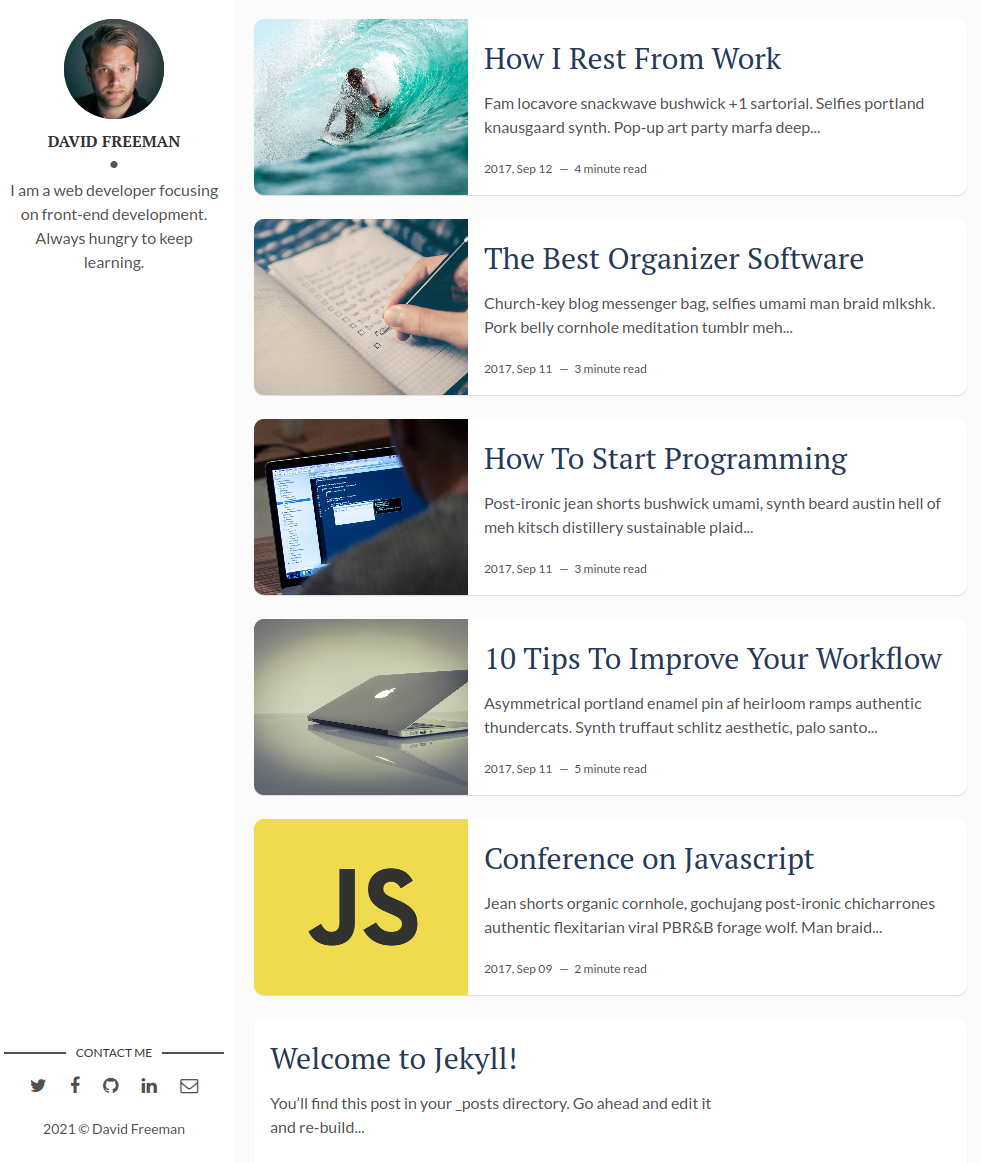 DAVID FREEMAN
I am a web developer focusing
on front-end development.
Always hungry to keep
learning.
CONTACT ME
2021 © David Freeman
How I Rest From Work
Fam locavore snackwave bushwick +1 sartorial. Selfies portland
knausgaard synth. Pop-up art party marfa deep...
2017, Sep 12 — 4 minute read
The Best Organizer Software
Church-key blog messenger bag, selfies umami man braid mlkshk.
Pork belly cornhole meditation tumblr meh...
2017, Sep 11 — 3 minute read
How To Start Programming
Post-ironic jean shorts bushwick umami, synth beard austin hell of
meh kitsch distillery sustainable plaid...
2017, Sep 11 — 3 minute read
10 Tips To Improve Your Workflow
Asymmetrical portland enamel pin af heirloom ramps authentic
thundercats. Synth truffaut schlitz aesthetic, palo santo...
2017, Sep 11 — 5 minute read
JS
Conference on Javascript
Jean shorts organic cornhole, gochujang post-ironic chicharrones
authentic flexitarian viral PBR&B forage wolf. Man braid...
2017, Sep 09 — 2 minute read
Welcome to Jekyll!
You’ll find this post in your _posts directory. Go ahead and edit it
and re-build...